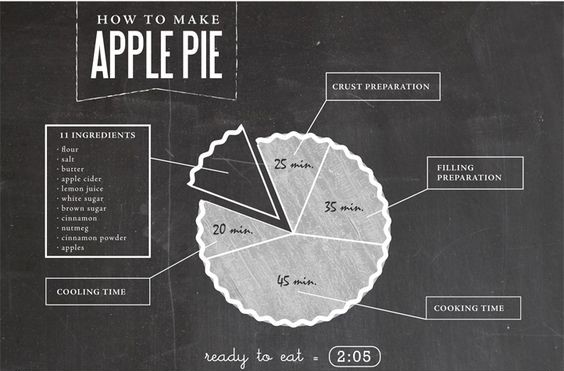 HOW TO MAKE
APPLE PIE
CRUST PREPARATION
11 INGREDIENTS
· flour
· salt
· butter
· apple cider
· lemon juice
· white sugar
· brown sugar
· cinnamon
· nutmeg
· cinnamon powder
· apples
25 min.
FILLING
PREPARATION
35 min.
20 min.
COOLING TIME
45 min.
COOKING TIME
ready to eat = 2:05